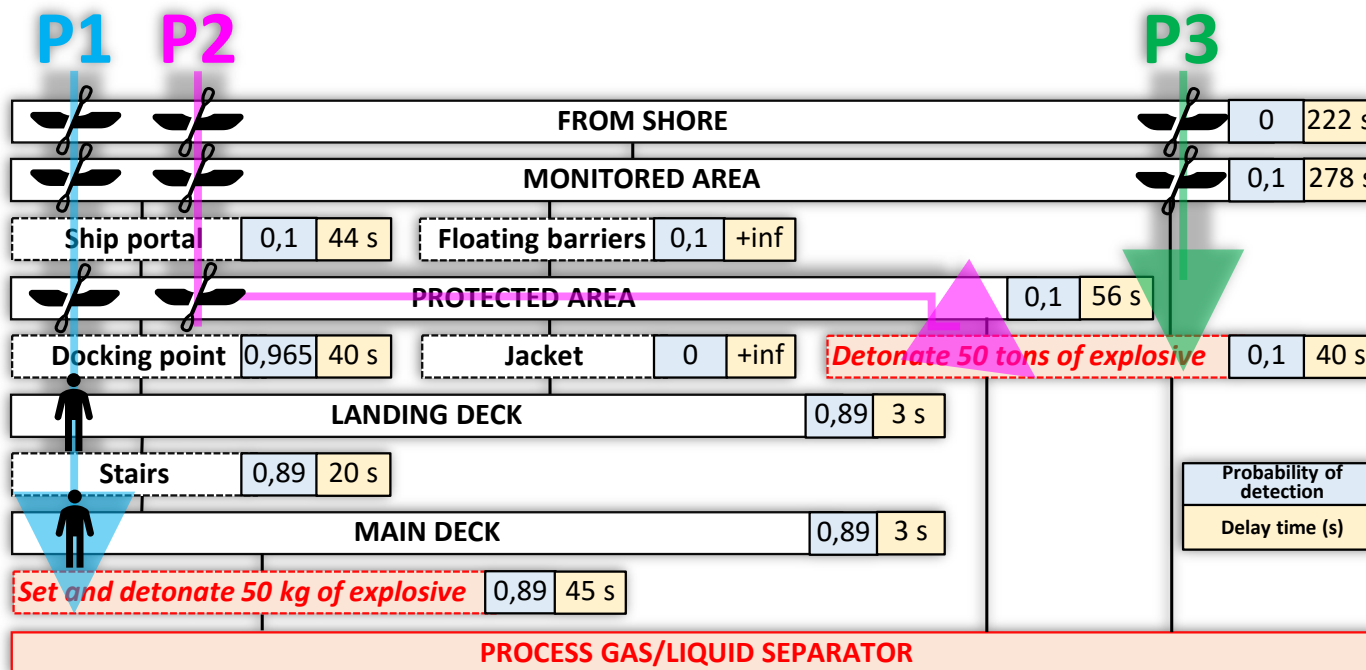 P1 P2 P3
FROM SHORE 0 222 s
MONITORED AREA 0,1 278 s
Ship portal 0,1 44 s Floating barriers 0,1 +inf
PROTECTED AREA 0,1 56 s
Docking point 0,965 40 s Jacket 0 +inf Detonate 50 tons of explosive 0,1 40 s
LANDING DECK 0,89 3 s
Stairs 0,89 20 s
Probability of
detection
MAIN DECK 0,89 3 s
Delay time (s)
Set and detonate 50 kg of explosive 0,89 45 s
PROCESS GAS/LIQUID SEPARATOR